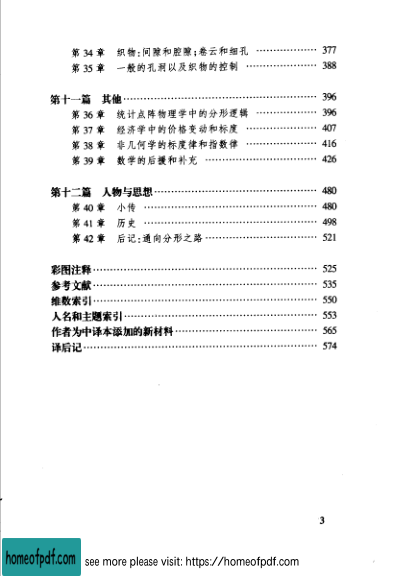 第 34 章 织物:间隙和腔隙;卷云和细孔 ………………… 377
第 35 章 一般的孔洞以及织物的控制 ………………… 388
第十一篇 其他 ………………… 396
第 36 章 统计点阵物理学中的分形逻辑 ………………… 396
第 37 章 经济学中的价格变动和标度 ………………… 407
第 38 章 非几何学的标度律和指数律 ………………… 416
第 39 章 数学的后援和补充 ………………… 426
第十二篇 人物与思想 ………………… 480
第 40 章 小传 ………………… 480
第 41 章 历史 ………………… 498
第 42 章 后记:通向分形之路 ………………… 521
彩图注释 ………………… 525
参考文献 ………………… 535
维数索引 ………………… 550
人名和主题索引 ………………… 553
作者为中译本添加的新材料 ………………… 565
译后记 ………………… 574
3
homeofpdf.com see more please visit: https://homeofpdf.com